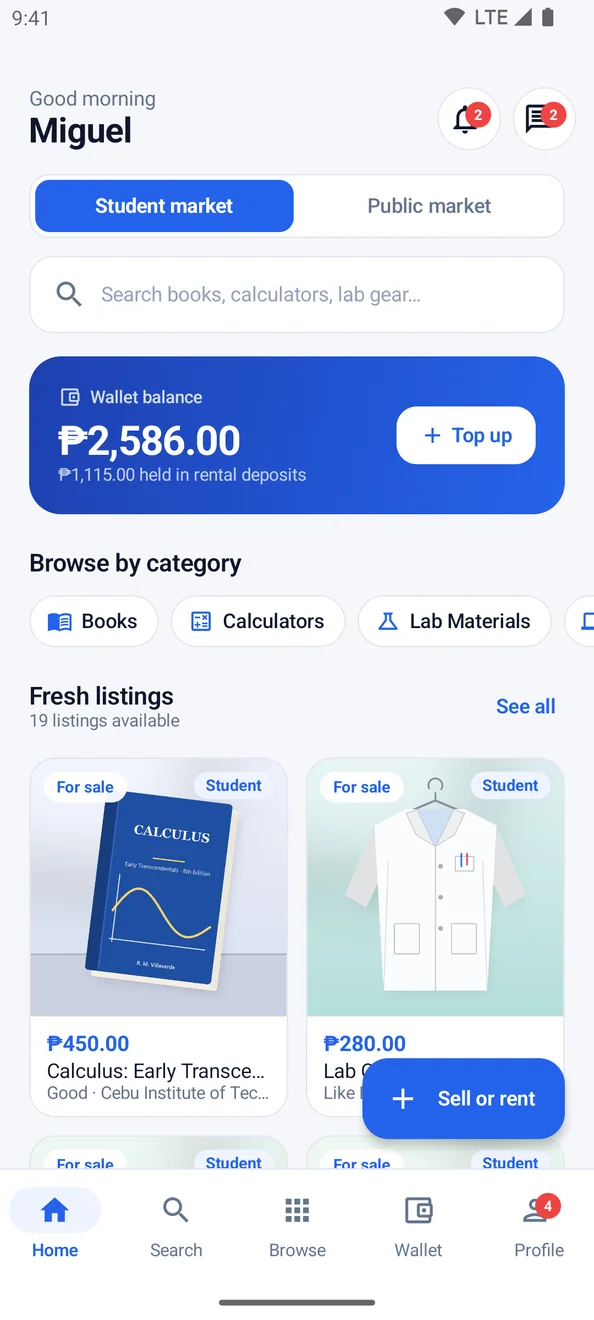 9:41
LTE
Good morning
Miguel
2
2
Student market
Public market
Search books, calculators, lab gear...
Wallet balance
₱2,586.00
₱1,115.00 held in rental deposits
Top up
Browse by category
Books
Calculators
Lab Materials
Fresh listings
19 listings available
See all
For sale
Student
CALCULUS
Early Transcendentals · 8th Edition
R. M. Villaverde
For sale
Student
₱450.00
Calculus: Early Transce...
Good · Cebu Institute of Tec...
₱280.00
Lab
Like
Sell or rent
For sale
Student
For sale
Student
Home
Search
Browse
Wallet
4
Profile